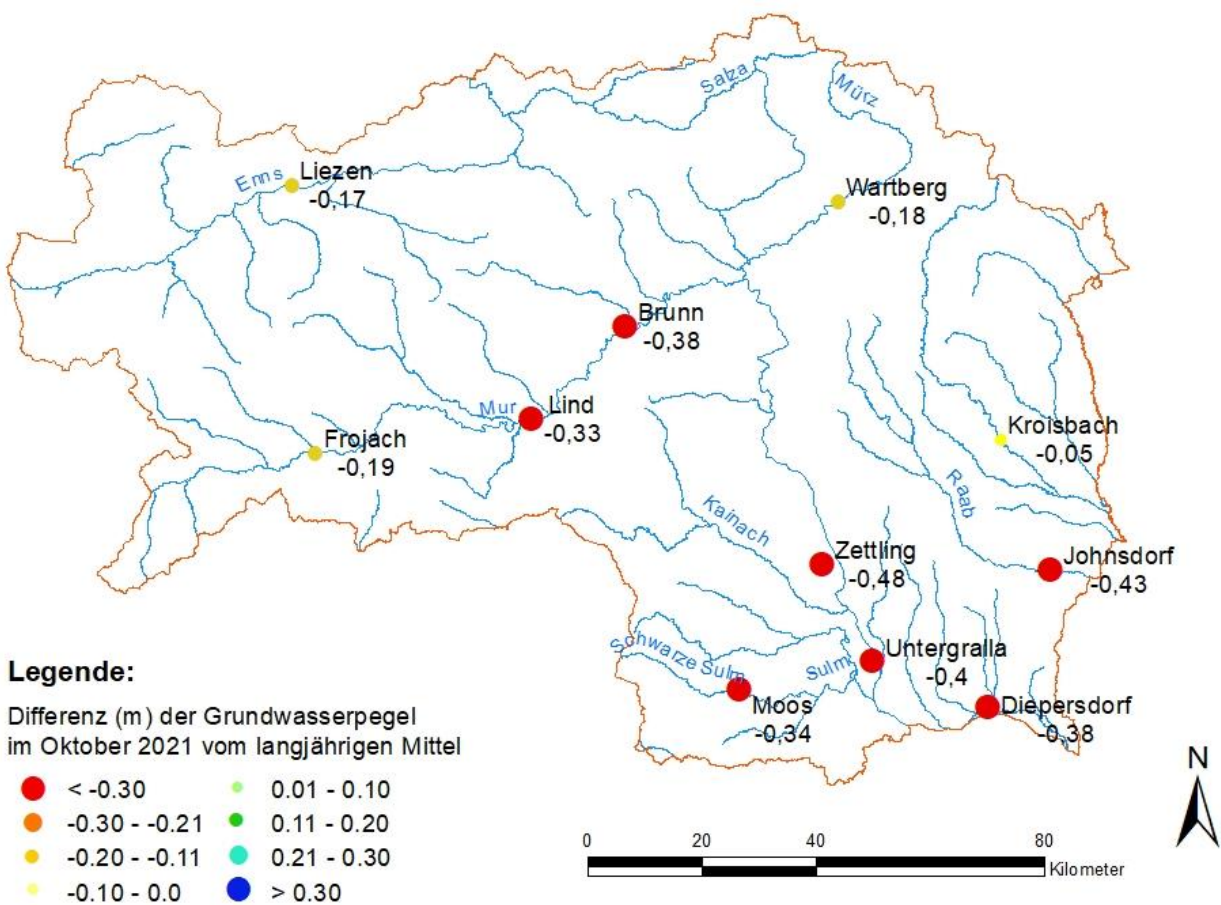 Salza
Mürz
Enns
Liezen
-0,17
Wartberg
-0,18
Brunn
-0,38
Mur
Lind
-0,33
Frojach
-0,19
Kroisbach
-0,05
Raab
Kainach
Zettling
-0,48
Johnsdorf
-0,43
Schwarze Sulm
Sulm
Untergralla
-0,4
Moos
-0,34
Diepersdorf
-0,38
Legende:
Differenz (m) der Grundwasserpegel
im Oktober 2021 vom langjährigen Mittel
< -0.30
0.01 - 0.10
-0.30 - -0.21
0.11 - 0.20
-0.20 - -0.11
0.21 - 0.30
-0.10 - 0.0
> 0.30
0 20 40 80
Kilometer
N